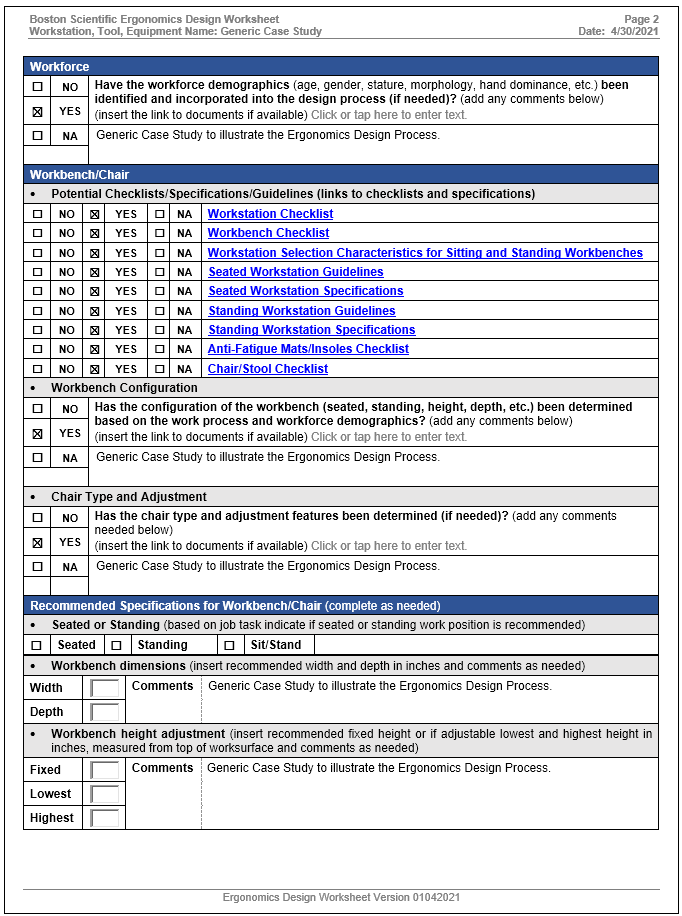 Boston Scientific Ergonomics Design Worksheet Page 2
Workstation, Tool, Equipment Name: Generic Case Study Date: 4/30/2021
Workforce
☐ NO Have the workforce demographics (age, gender, stature, morphology, hand dominance, etc.) been
identified and incorporated into the design process (if needed)? (add any comments below)
☒ YES (insert the link to documents if available) Click or tap here to enter text.
☐ NA Generic Case Study to illustrate the Ergonomics Design Process.
Workbench/Chair
• Potential Checklists/Specifications/Guidelines (links to checklists and specifications)
☐ NO ☒ YES ☐ NA Workstation Checklist
☐ NO ☒ YES ☐ NA Workbench Checklist
☐ NO ☒ YES ☐ NA Workstation Selection Characteristics for Sitting and Standing Workbenches
☐ NO ☒ YES ☐ NA Seated Workstation Guidelines
☐ NO ☒ YES ☐ NA Seated Workstation Specifications
☐ NO ☒ YES ☐ NA Standing Workstation Guidelines
☐ NO ☒ YES ☐ NA Standing Workstation Specifications
☐ NO ☒ YES ☐ NA Anti-Fatigue Mats/Insoles Checklist
☐ NO ☒ YES ☐ NA Chair/Stool Checklist
• Workbench Configuration
☐ NO Has the configuration of the workbench (seated, standing, height, depth, etc.) been determined
based on the work process and workforce demographics? (add any comments below)
☒ YES (insert the link to documents if available) Click or tap here to enter text.
☐ NA Generic Case Study to illustrate the Ergonomics Design Process.
• Chair Type and Adjustment
☐ NO Has the chair type and adjustment features been determined (if needed)? (add any comments
needed below)
☒ YES (insert the link to documents if available) Click or tap here to enter text.
☐ NA Generic Case Study to illustrate the Ergonomics Design Process.
Recommended Specifications for Workbench/Chair (complete as needed)
• Seated or Standing (based on job task indicate if seated or standing work position is recommended)
☐ Seated ☐ Standing ☐ Sit/Stand
• Workbench dimensions (insert recommended width and depth in inches and comments as needed)
Width Comments Generic Case Study to illustrate the Ergonomics Design Process.
Depth
• Workbench height adjustment (insert recommended fixed height or if adjustable lowest and highest height in
inches, measured from top of worksurface and comments as needed)
Fixed Comments Generic Case Study to illustrate the Ergonomics Design Process.
Lowest
Highest
Ergonomics Design Worksheet Version 01042021